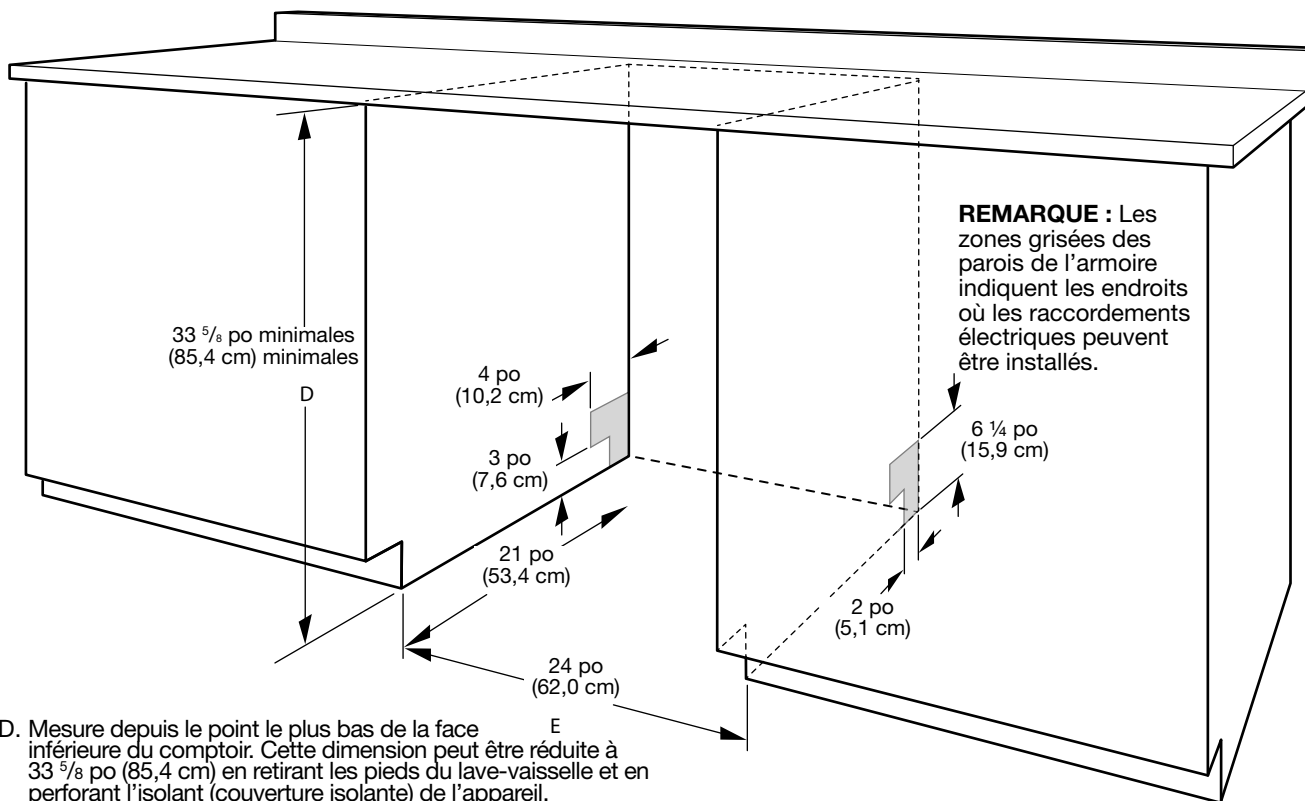 REMARQUE : Les
zones grisées des
parois de l’armoire
indiquent les endroits
où les raccordements
électriques peuvent
être installés.
33 5/8 po minimales
(85,4 cm) minimales
D
4 po
(10,2 cm)
3 po
(7,6 cm)
6 ¼ po
(15,9 cm)
21 po
(53,4 cm)
2 po
(5,1 cm)
24 po
(62,0 cm)
E
D. Mesure depuis le point le plus bas de la face
inférieure du comptoir. Cette dimension peut être réduite à
33 5/8 po (85,4 cm) en retirant les pieds du lave-vaisselle et en
perforant l’isolant (couverture isolante) de l’appareil.